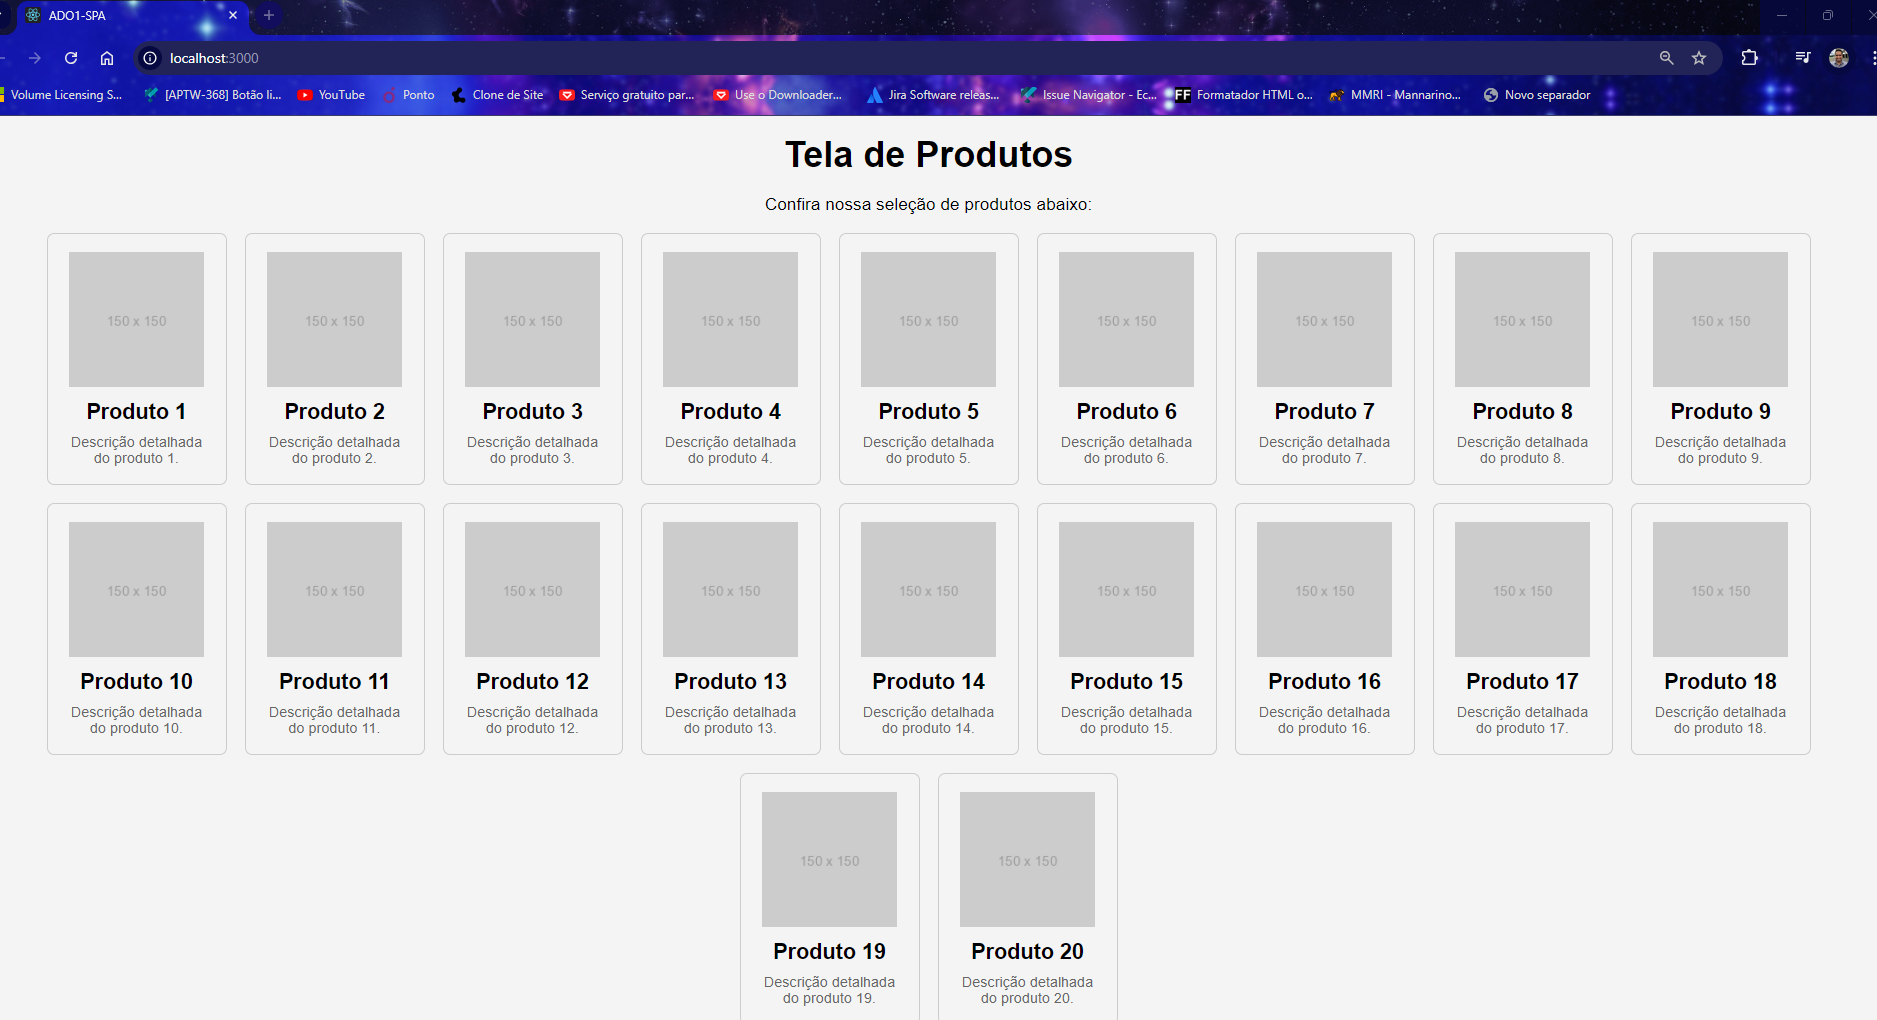 ADO1-SPA
localhost:3000
Volume Licensing S... [APTW-368] Botão li... YouTube Ponto Clone de Site Serviço gratuito par... Use o Downloader... Jira Software releas... Issue Navigator - Ec... FF Formatador HTML o... MMRI - Mannarino... Novo separador
Tela de Produtos
Confira nossa seleção de produtos abaixo:
150 x 150 150 x 150 150 x 150 150 x 150 150 x 150 150 x 150 150 x 150 150 x 150 150 x 150
Produto 1 Produto 2 Produto 3 Produto 4 Produto 5 Produto 6 Produto 7 Produto 8 Produto 9
Descrição detalhada Descrição detalhada Descrição detalhada Descrição detalhada Descrição detalhada Descrição detalhada Descrição detalhada Descrição detalhada Descrição detalhada
do produto 1. do produto 2. do produto 3. do produto 4. do produto 5. do produto 6. do produto 7. do produto 8. do produto 9.
150 x 150 150 x 150 150 x 150 150 x 150 150 x 150 150 x 150 150 x 150 150 x 150 150 x 150
Produto 10 Produto 11 Produto 12 Produto 13 Produto 14 Produto 15 Produto 16 Produto 17 Produto 18
Descrição detalhada Descrição detalhada Descrição detalhada Descrição detalhada Descrição detalhada Descrição detalhada Descrição detalhada Descrição detalhada Descrição detalhada
do produto 10. do produto 11. do produto 12. do produto 13. do produto 14. do produto 15. do produto 16. do produto 17. do produto 18.
150 x 150 150 x 150
Produto 19 Produto 20
Descrição detalhada Descrição detalhada
do produto 19. do produto 20.